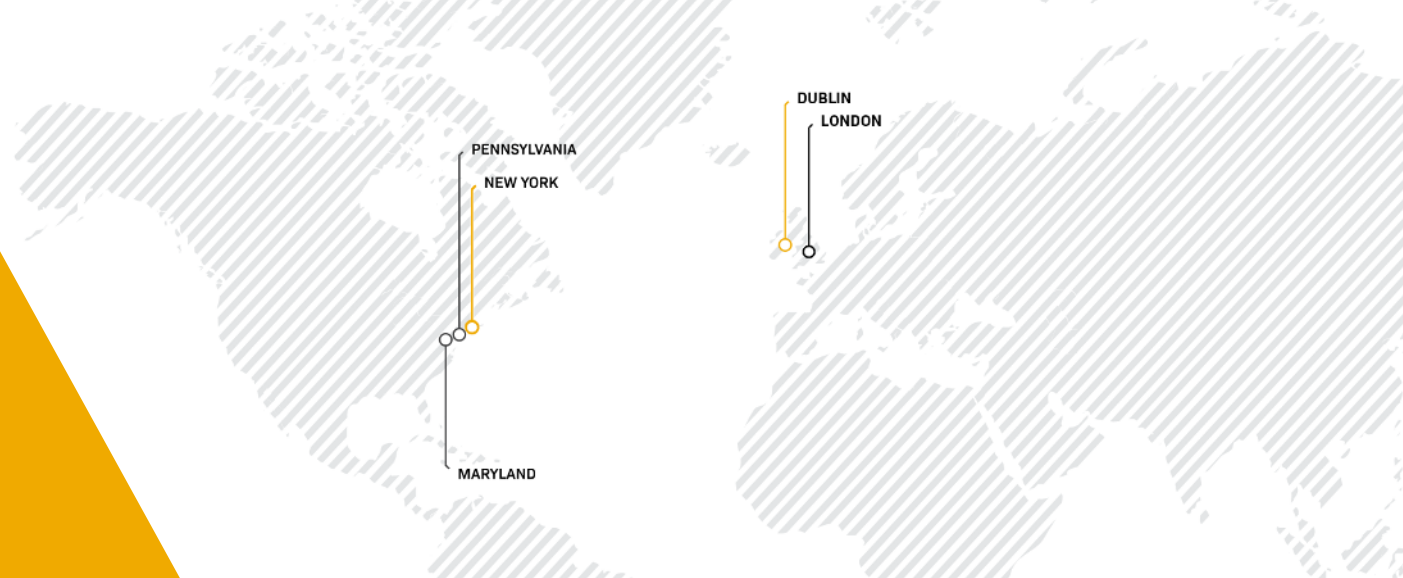 DUBLIN
LONDON
PENNSYLVANIA
NEW YORK
MARYLAND